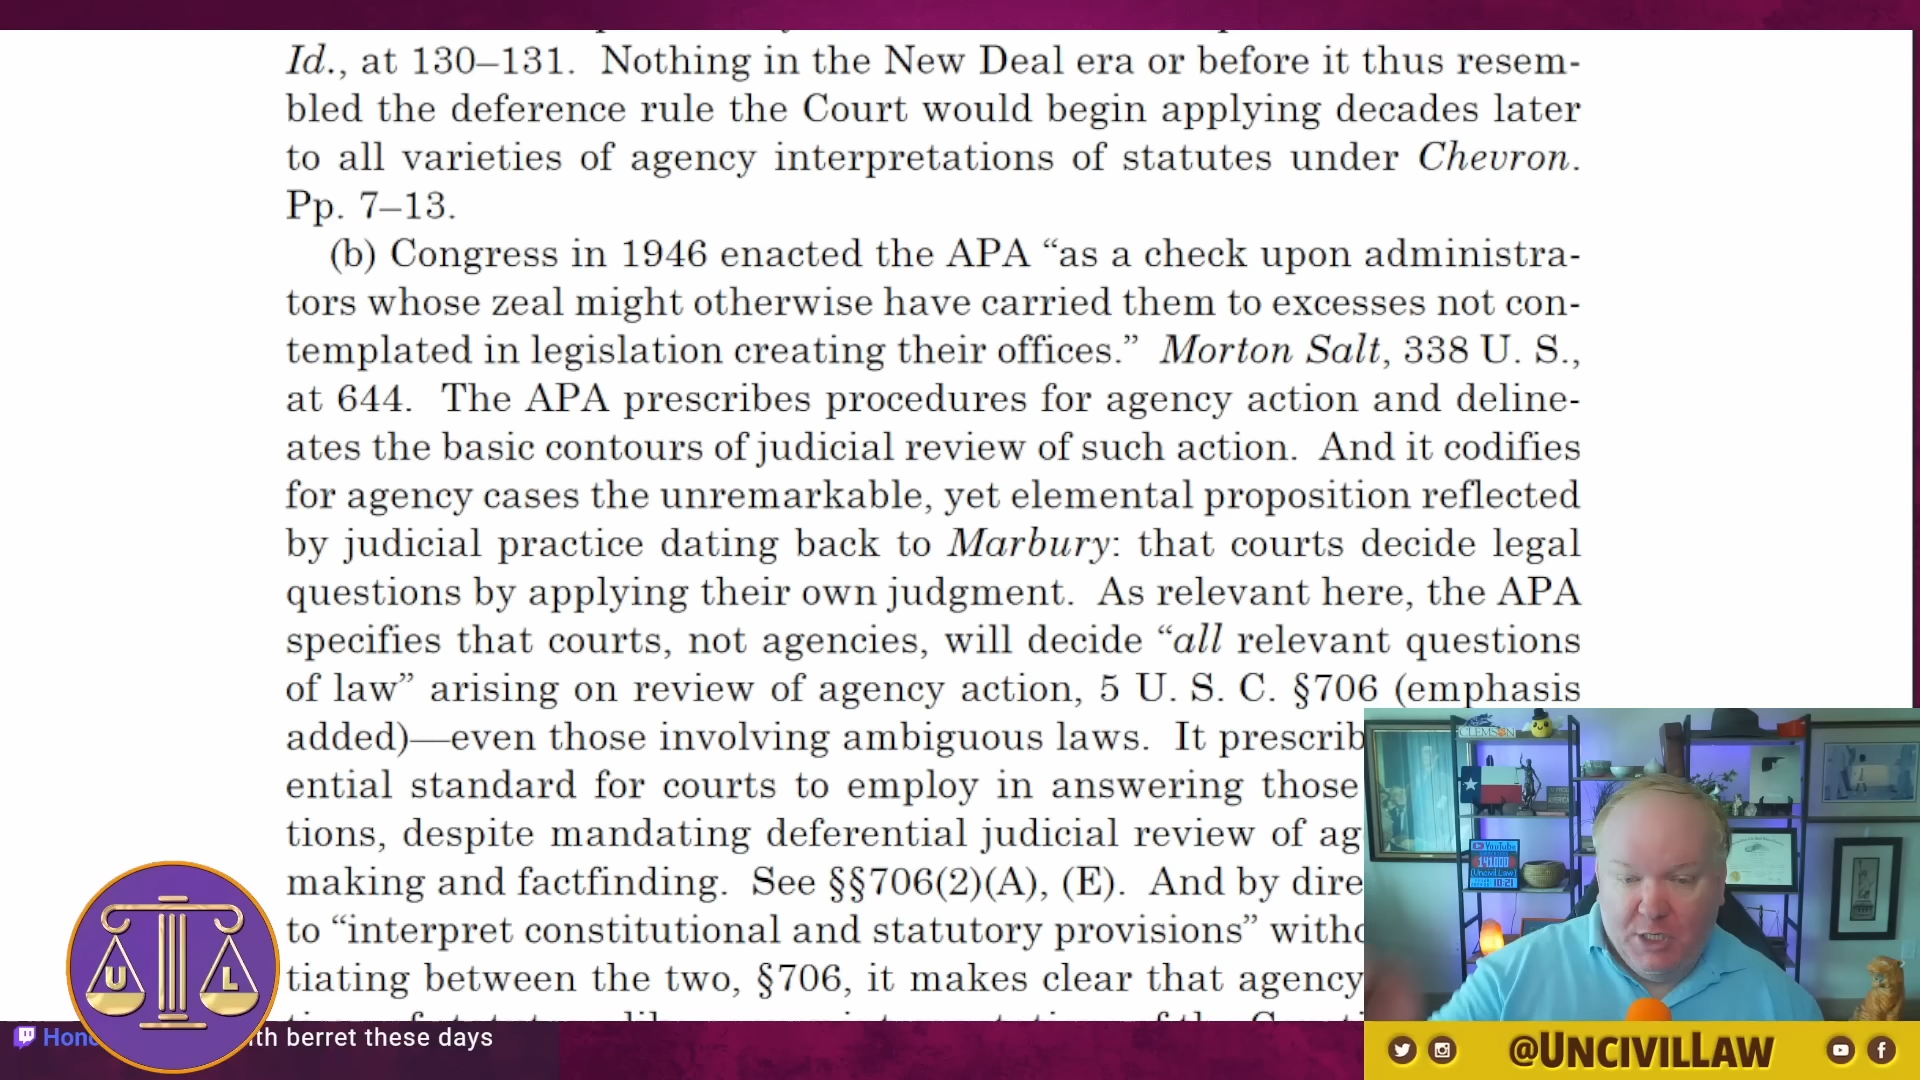 Id., at 130–131. Nothing in the New Deal era or before it thus resem-
bled the deference rule the Court would begin applying decades later
to all varieties of agency interpretations of statutes under Chevron.
Pp. 7–13.
(b) Congress in 1946 enacted the APA “as a check upon administra-
tors whose zeal might otherwise have carried them to excesses not con-
templated in legislation creating their offices.” Morton Salt, 338 U. S.,
at 644. The APA prescribes procedures for agency action and deline-
ates the basic contours of judicial review of such action. And it codifies
for agency cases the unremarkable, yet elemental proposition reflected
by judicial practice dating back to Marbury: that courts decide legal
questions by applying their own judgment. As relevant here, the APA
specifies that courts, not agencies, will decide “all relevant questions
of law” arising on review of agency action, 5 U. S. C. §706 (emphasis
added)—even those involving ambiguous laws. It prescrib
ential standard for courts to employ in answering those
tions, despite mandating deferential judicial review of ag
making and factfinding. See §§706(2)(A), (E). And by dire
to “interpret constitutional and statutory provisions” witho
tiating between the two, §706, it makes clear that agency
CLEMSON
YouTube
141000
U L
Hono
th berret these days
@UNCIVILLAW